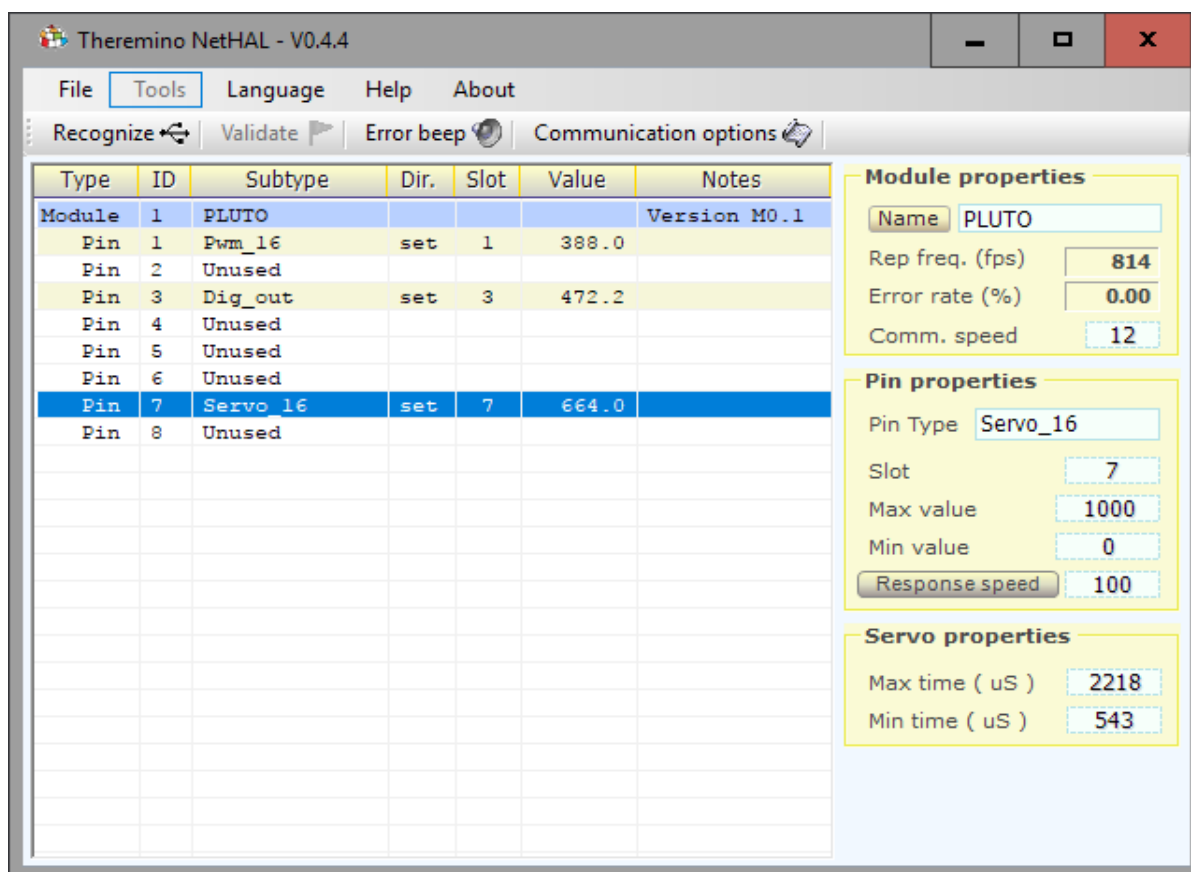 Theremino NetHAL - V0.4.4
File Tools Language Help About
Recognize Validate Error beep Communication options
Type ID Subtype Dir. Slot Value Notes
Module 1 PLUTO Version M0.1
Pin 1 Pwm_16 set 1 388.0
Pin 2 Unused
Pin 3 Dig_out set 3 472.2
Pin 4 Unused
Pin 5 Unused
Pin 6 Unused
Pin 7 Servo_16 set 7 664.0
Pin 8 Unused
Module properties
Name PLUTO
Rep freq. (fps) 814
Error rate (%) 0.00
Comm. speed 12
Pin properties
Pin Type Servo_16
Slot 7
Max value 1000
Min value 0
Response speed 100
Servo properties
Max time ( uS ) 2218
Min time ( uS ) 543